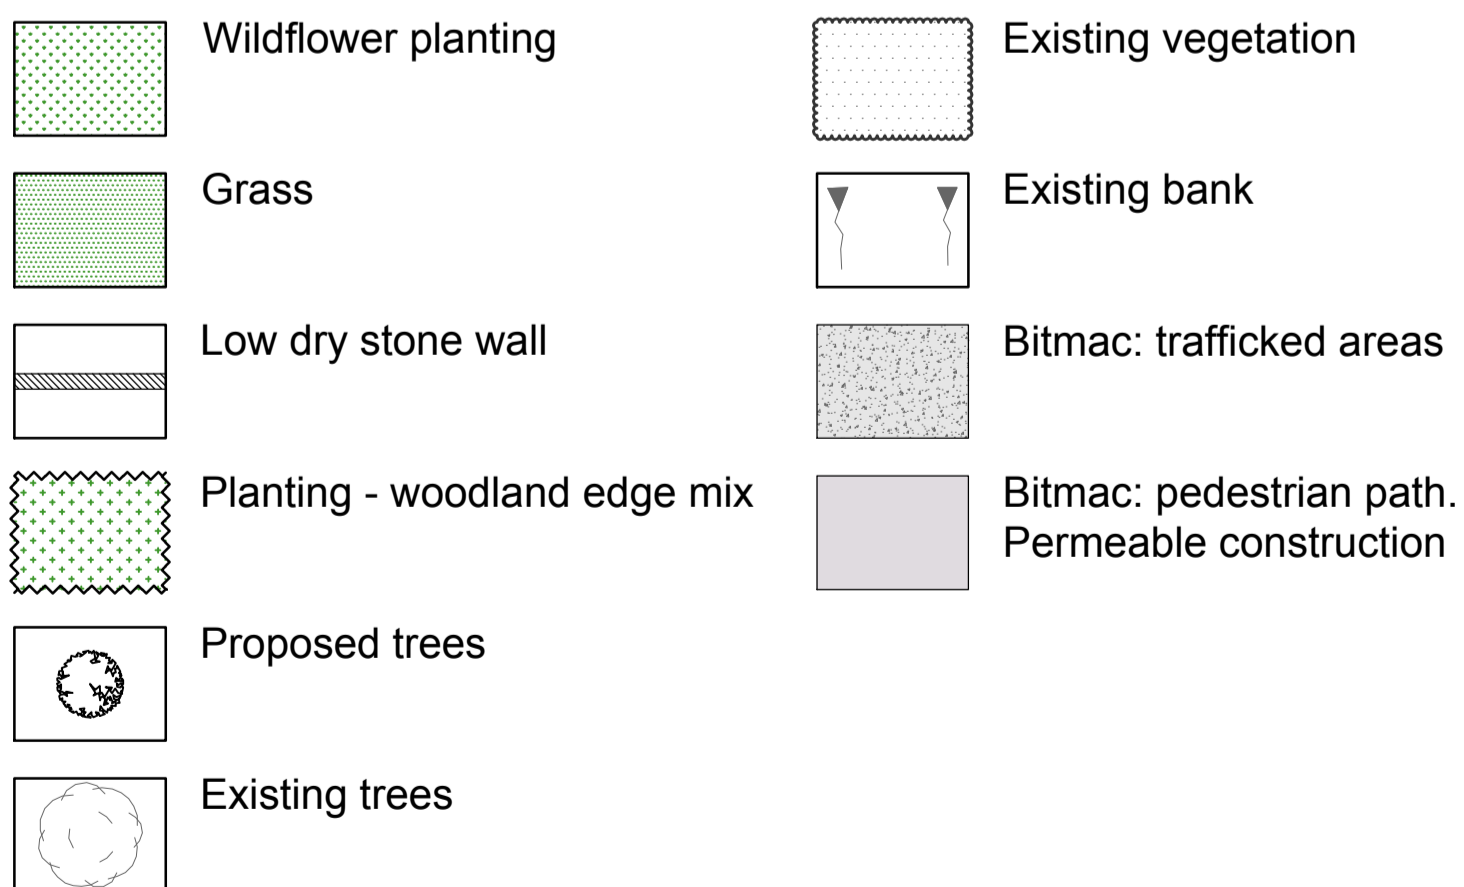 Wildflower planting
Grass
Low dry stone wall
Planting - woodland edge mix
Proposed trees
Existing trees
Existing vegetation
Existing bank
Bitmac: trafficked areas
Bitmac: pedestrian path.
Permeable construction